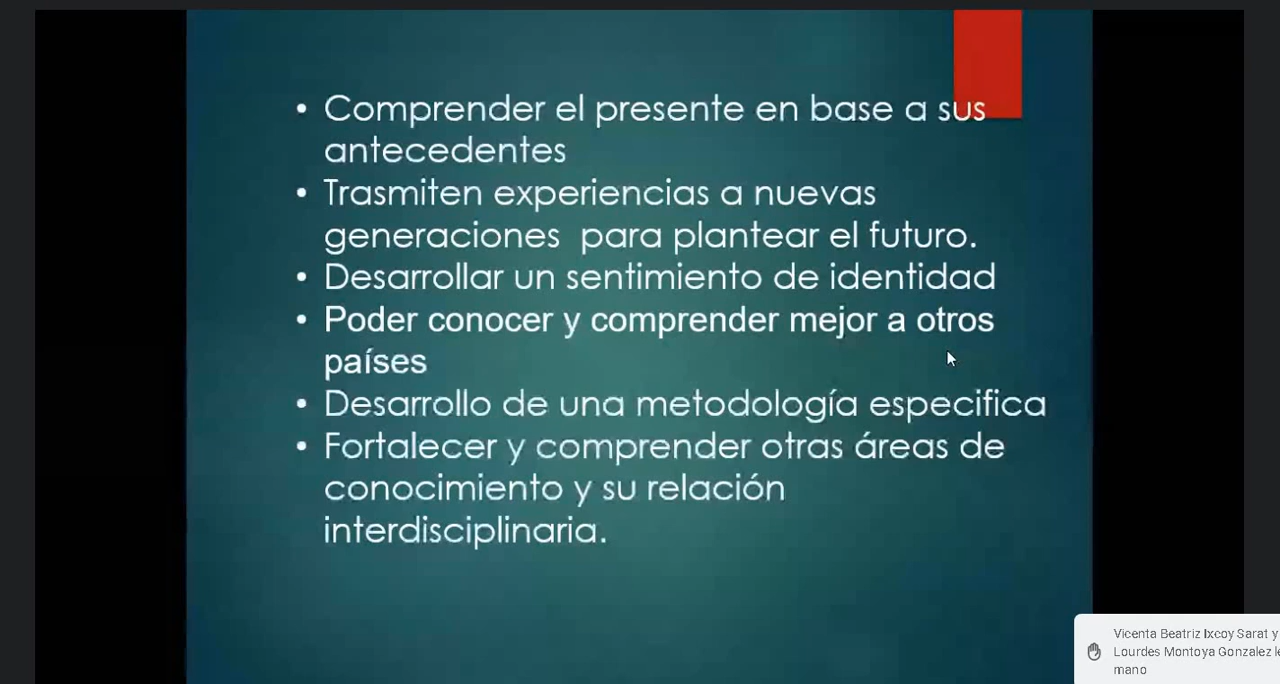 • Comprender el presente en base a sus
antecedentes
• Trasmiten experiencias a nuevas
generaciones  para plantear el futuro.
• Desarrollar un sentimiento de identidad
• Poder conocer y comprender mejor a otros
países
• Desarrollo de una metodología especifica
• Fortalecer y comprender otras áreas de
conocimiento y su relación
interdisciplinaria.
Vicenta Beatriz Ixcoy Sarat y
Lourdes Montoya Gonzalez
mano